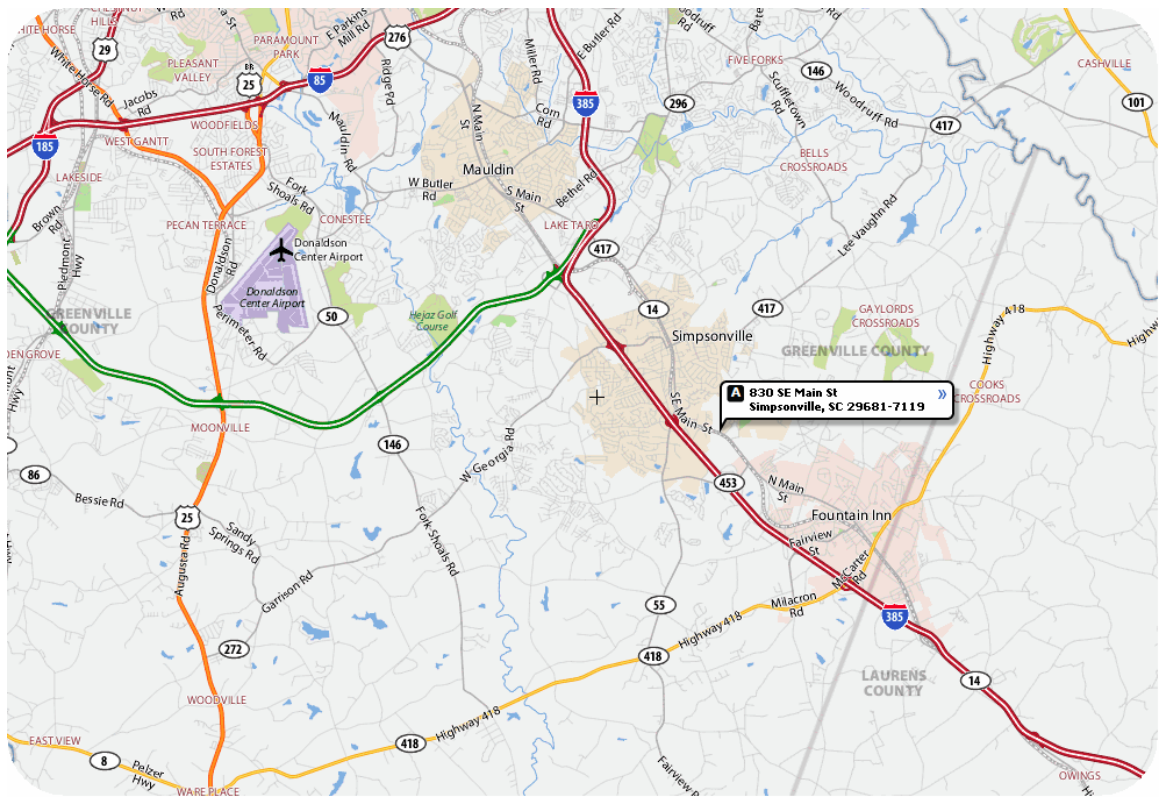 CHESTNUT
HILLS
WHITE HORSE
29
White Horse Rd
PLEASANT
VALLEY
PARAMOUNT
PARK
E Parkins
Mill Rd
276
85
BR
25
Ridge Rd
Jacobs
Rd
WOODFIELDS
WEST GANTT
SOUTH FOREST
ESTATES
185
LAKESIDE
Brown
Rd
Piedmont
Hwy
PECAN TERRACE
Mauldin Rd
Fork
Shoals Rd
CONESTEE
Donaldson
Center Airport
Donaldson
Center Airport
Donaldson
Rd
Perimeter Rd
50
GREENVILLE
COUNTY
Miller Rd
E Butler Rd
Corn
Rd
385
N Main
St
Mauldin
W Butler
Rd
S Main
St
Bethel Rd
LAKE TARO
296
Woodruff
Rd
FIVE FORKS
146
Scuffletown
Rd
Woodruff Rd
417
BELLS
CROSSROADS
Lee Vaughn Rd
CASHVILLE
101
417
14
417
Simpsonville
GAYLORDS
CROSSROADS
GREENVILLE COUNTY
Highway 418
COOKS
CROSSROADS
Hejaz Golf
Course
A 830 SE Main St »
Simpsonville, SC 29681-7119
SE Main St
MOONVILLE
146
W Georgia Rd
86
Bessie Rd
25
Sandy
Springs Rd
Augusta Rd
Garrison Rd
Fork Shoals Rd
453
N Main
St
Fountain Inn
Fairview
St
McCarter
Rd
Milacron
Rd
385
55
Highway 418
418
272
LAURENS
COUNTY
14
WOODVILLE
Highway 418
418
EAST VIEW
8
Pelzer
Hwy
WARE PLACE
OWINGS